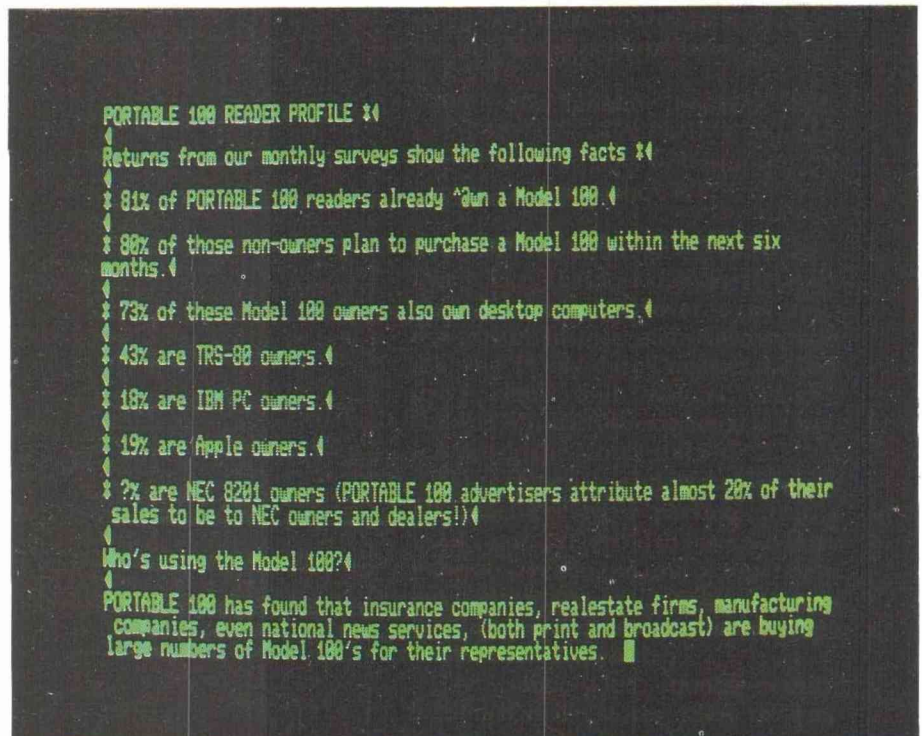 PORTABLE 100 READER PROFILE *
Returns from our monthly surveys show the following facts *
* 81% of PORTABLE 100 readers already ^@wn a Model 100.
* 80% of those non-owners plan to purchase a Model 100 within the next six
months.
* 73% of these Model 100 owners also own desktop computers.
* 43% are TRS-80 owners.
* 18% are IBM PC owners.
* 19% are Apple owners.
* ?% are NEC 8201 owners (PORTABLE 100 advertisers attribute almost 20% of their
sales to be to NEC owners and dealers!)
Who's using the Model 100?
PORTABLE 100 has found that insurance companies, realestate firms, manufacturing
companies, even national news services, (both print and broadcast) are buying
large numbers of Model 100's for their representatives.